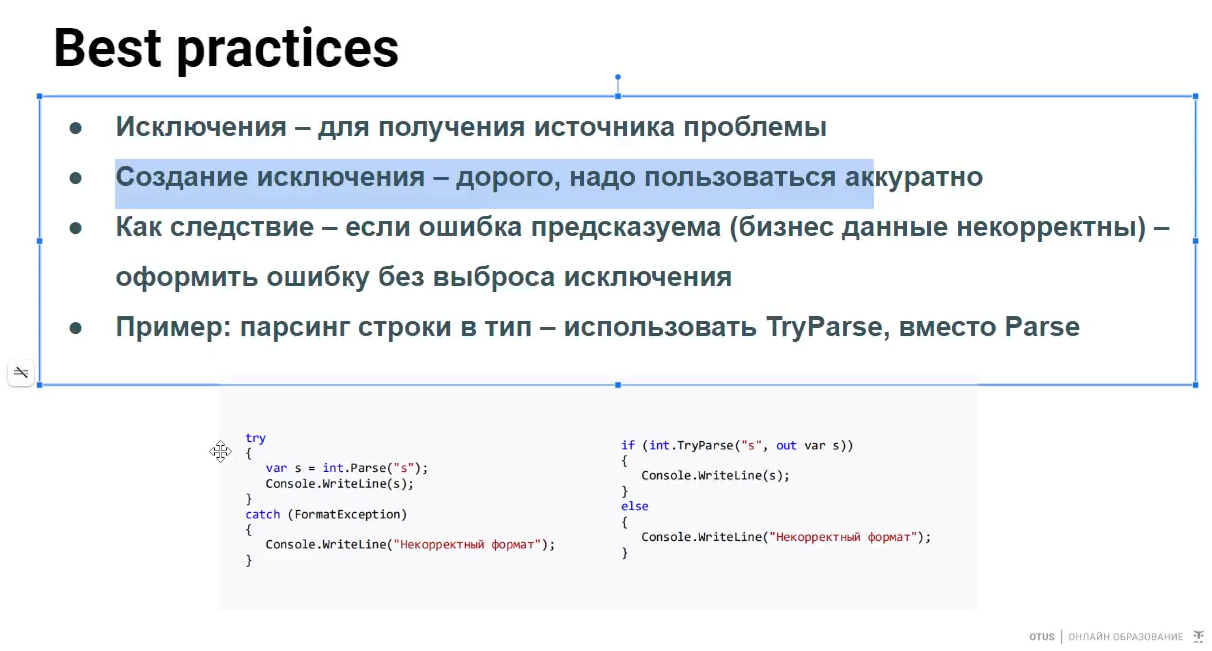 Best practices
● Исключения – для получения источника проблемы
● Создание исключения – дорого, надо пользоваться аккуратно
● Как следствие – если ошибка предсказуема (бизнес данные некорректны) –
оформить ошибку без выброса исключения
● Пример: парсинг строки в тип – использовать TryParse, вместо Parse
try
{
var s = int.Parse("s");
Console.WriteLine(s);
}
catch (FormatException)
{
Console.WriteLine("Некорректный формат");
}
if (int.TryParse("s", out var s))
{
Console.WriteLine(s);
}
else
{
Console.WriteLine("Некорректный формат");
}
OTUS | ОНЛАЙН ОБРАЗОВАНИЕ